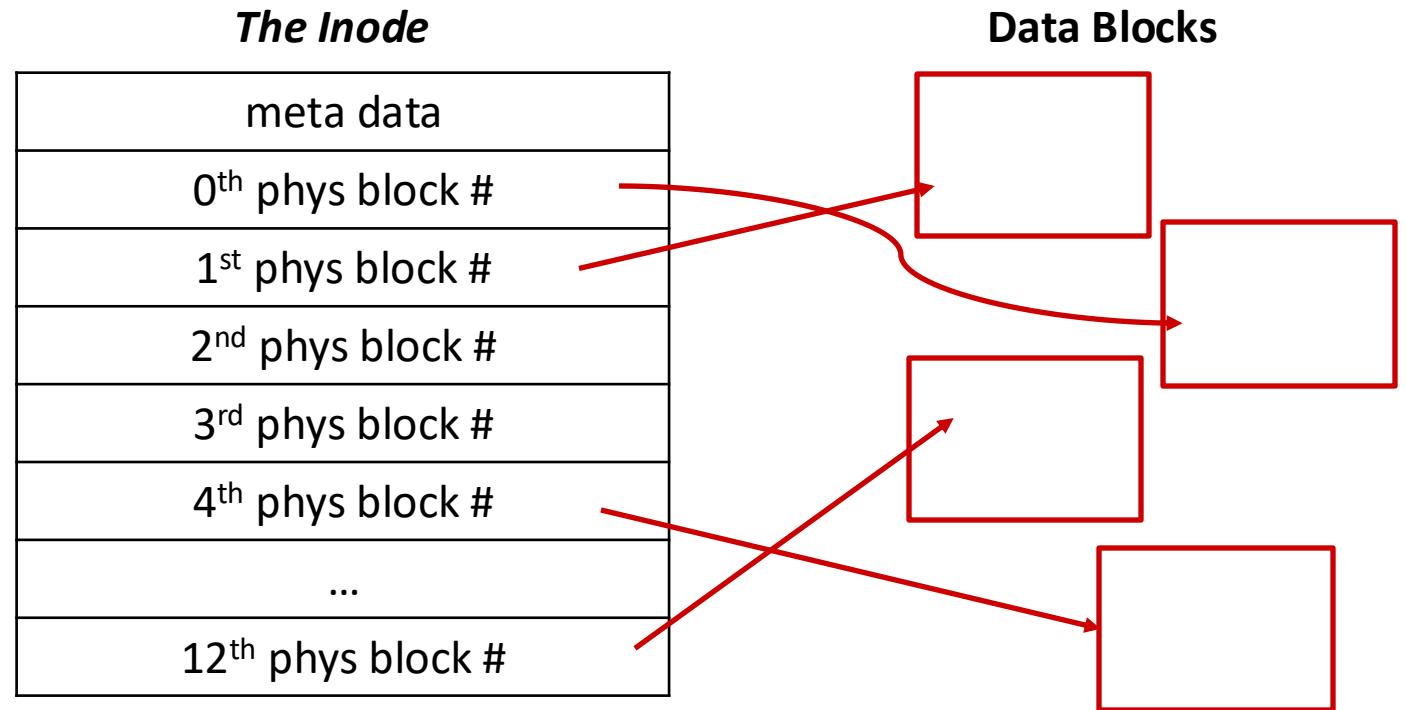 The Inode
Data Blocks
meta data
0th phys block #
1st phys block #
2nd phys block #
3rd phys block #
4th phys block #
...
12th phys block #